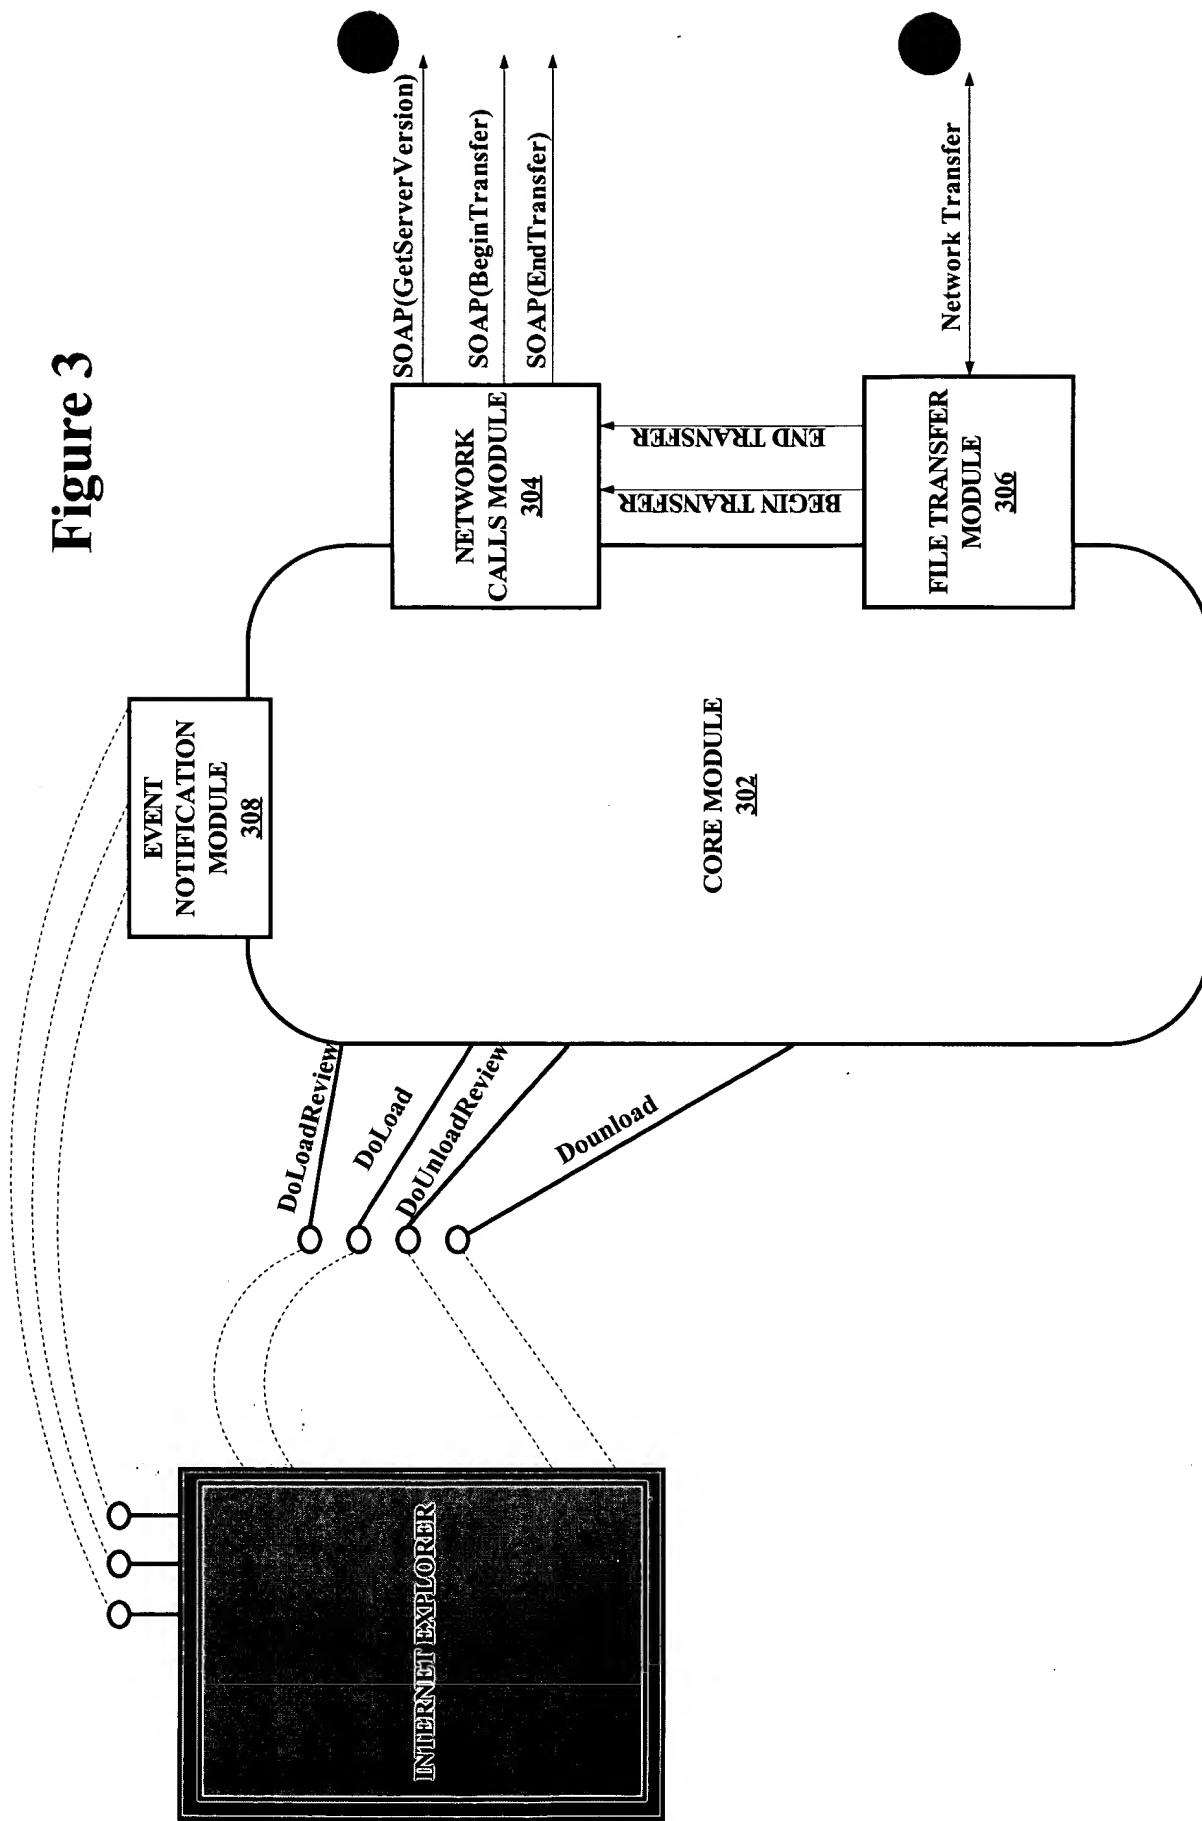 Figure 3
EVENT
NOTIFICATION
MODULE
308
INTERNET EXPLORER
DoLoadReview
DoLoad
DoUnloadReview
Dounload
CORE MODULE
302
NETWORK
CALLS MODULE
304
SOAP(GetServerVersion)
SOAP(BeginTransfer)
SOAP(EndTransfer)
END TRANSFER
BEGIN TRANSFER
FILE TRANSFER
MODULE
306
Network Transfer